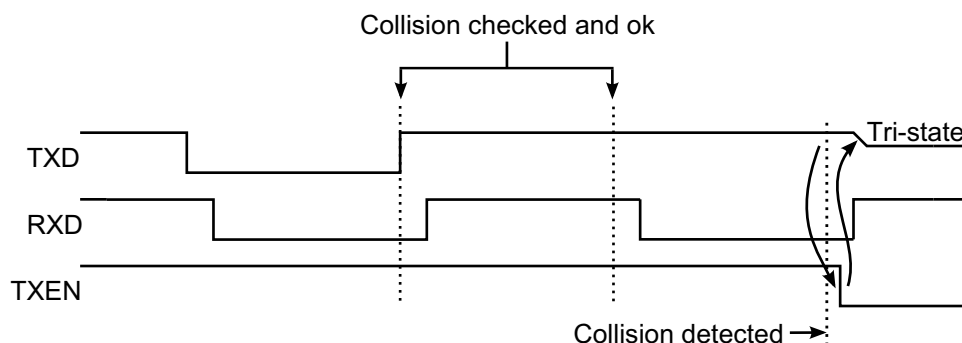 Collision checked and ok
TXD
Tri-state
RXD
TXEN
Collision detected